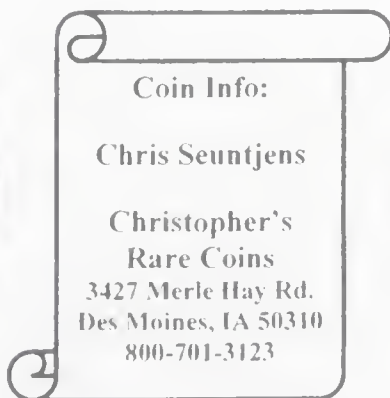 Coin Info:
Chris Seuntjens
Christopher's
Rare Coins
3427 Merle Hay Rd.
Des Moines, IA 50310
800-701-3123